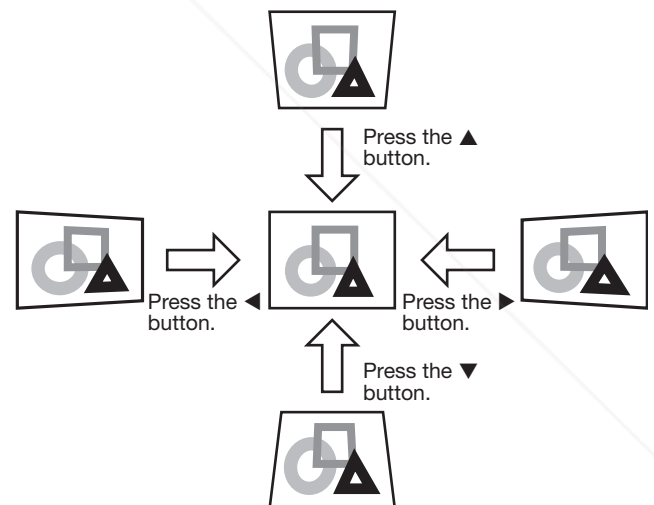 Press the ▲
button.
Press the ◀
button.
Press the ▶
button.
Press the ▼
button.